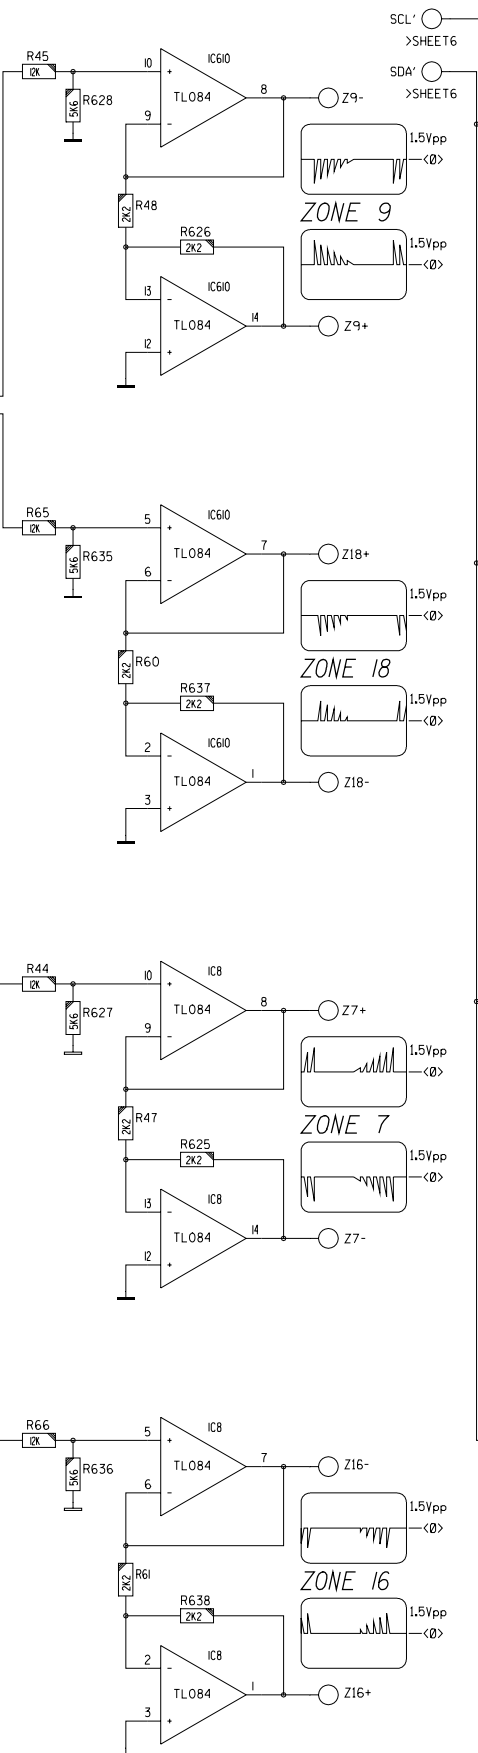 SCL'
>SHEET6
R45
12K
10
+
IC610
TL084
8
Z9-
SDA'
>SHEET6
5K6
R628
9
-
1.5Vpp
<0>
R48
2K2
ZONE 9
R626
2K2
1.5Vpp
<0>
IC610
13
-
TL084
14
Z9+
12
+
R65
12K
5
+
IC610
TL084
7
Z18+
5K6
R635
6
-
1.5Vpp
<0>
R60
2K2
ZONE 18
R637
2K2
1.5Vpp
<0>
IC610
2
-
TL084
1
Z18-
3
+
R44
12K
10
+
IC8
TL084
8
Z7+
5K6
R627
9
-
1.5Vpp
<0>
R47
2K2
ZONE 7
R625
2K2
1.5Vpp
<0>
IC8
13
-
TL084
14
Z7-
12
+
R66
12K
5
+
IC8
TL084
7
Z16-
5K6
R636
6
-
1.5Vpp
<0>
R61
2K2
ZONE 16
R638
2K2
1.5Vpp
<0>
IC8
2
-
TL084
1
Z16+
3
+